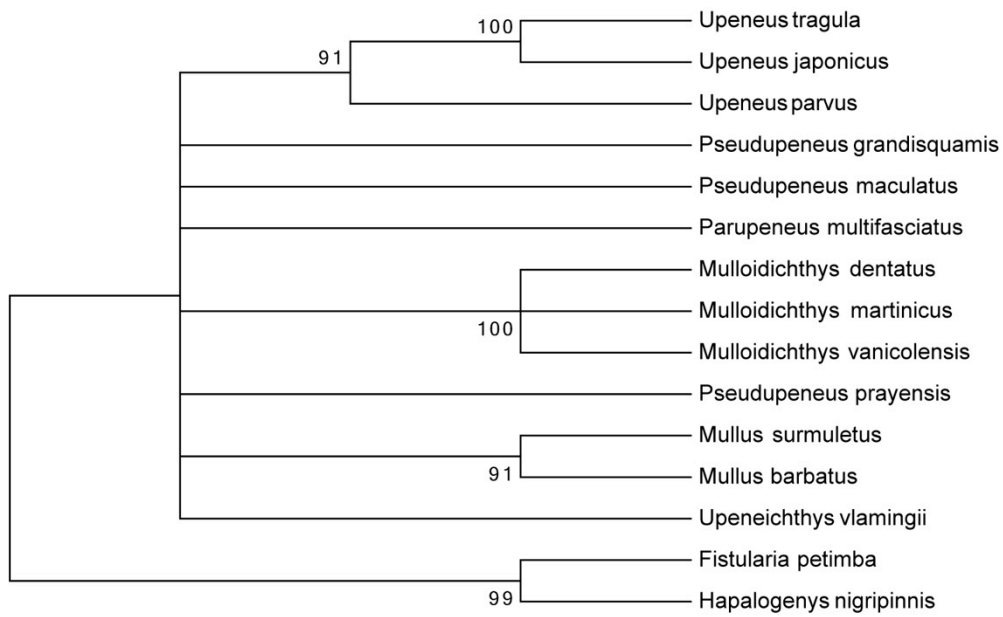 Upeneus tragula
100
Upeneus japonicus
91
Upeneus parvus
Pseudupeneus grandisquamis
Pseudupeneus maculatus
Parupeneus multifasciatus
Mulloidichthys dentatus
Mulloidichthys martinicus
100
Mulloidichthys vanicolensis
Pseudupeneus prayensis
Mullus surmuletus
91
Mullus barbatus
Upeneichthys vlamingii
Fistularia petimba
99
Hapalogenys nigripinnis